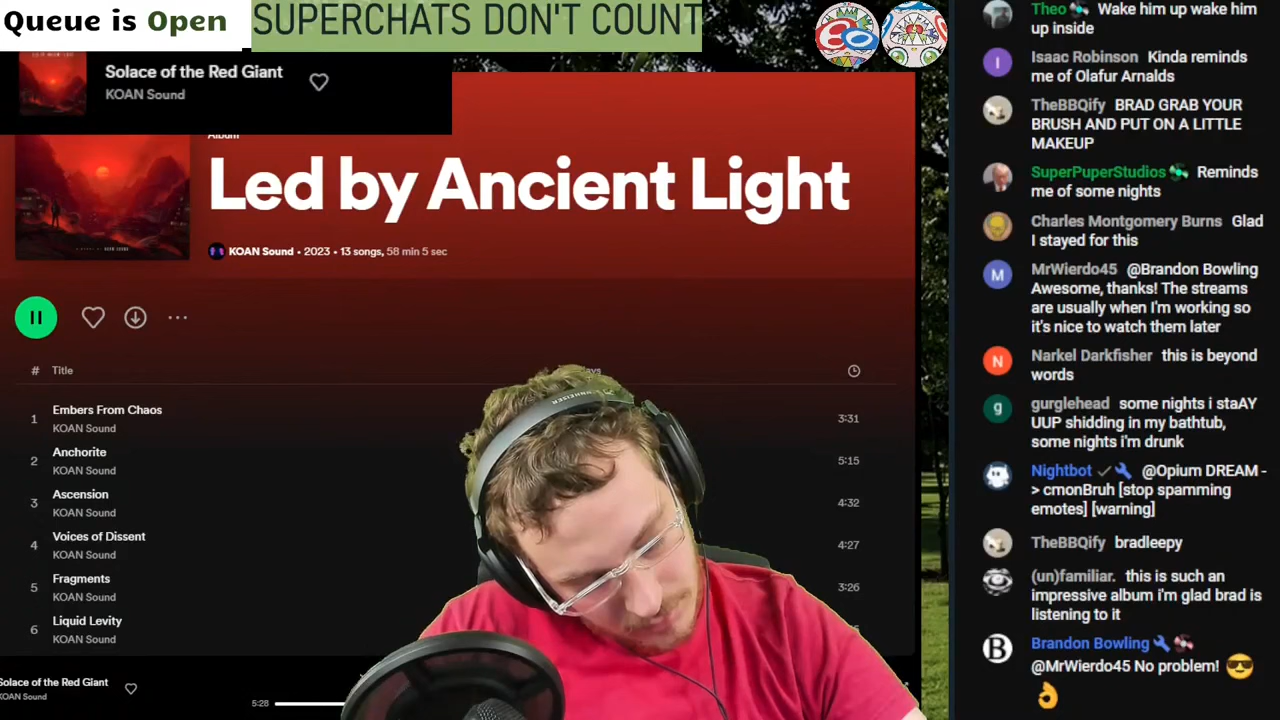 Queue is Open
SUPERCHATS DON'T COUNT
Solace of the Red Giant
KOAN Sound
Album
Led by Ancient Light
KOAN Sound • 2023 • 13 songs, 58 min 5 sec
# Title
1 Embers From Chaos 3:31
KOAN Sound
2 Anchorite 5:15
KOAN Sound
3 Ascension 4:32
KOAN Sound
4 Voices of Dissent 4:27
KOAN Sound
5 Fragments 3:26
KOAN Sound
6 Liquid Levity
KOAN Sound
Solace of the Red Giant
KOAN Sound
5:28
SENNHEISER
Theo Wake him up wake him
up inside
Isaac Robinson Kinda reminds
me of Olafur Arnalds
TheBBQify BRAD GRAB YOUR
BRUSH AND PUT ON A LITTLE
MAKEUP
SuperPuperStudios Reminds
me of some nights
Charles Montgomery Burns Glad
I stayed for this
MrWierdo45 @Brandon Bowling
Awesome, thanks! The streams
are usually when I'm working so
it's nice to watch them later
N
Narkel Darkfisher this is beyond
words
g
gurglehead some nights i staAY
UUP shidding in my bathtub,
some nights i'm drunk
Nightbot @Opium DREAM -
> cmonBruh [stop spamming
emotes] [warning]
TheBBQify bradleepy
(un)familiar. this is such an
impressive album i'm glad brad is
listening to it
B
Brandon Bowling
@MrWierdo45 No problem! 😎
👌